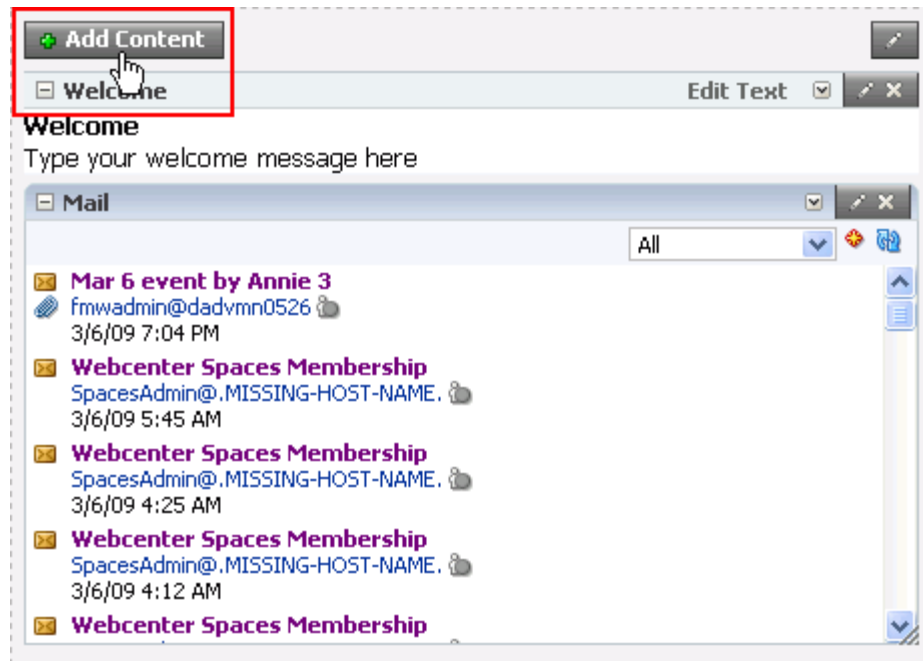 Add Content
Welcome Edit Text
Welcome
Type your welcome message here
Mail
All
Mar 6 event by Annie 3
fmwadmin@dadvmn0526
3/6/09 7:04 PM
Webcenter Spaces Membership
SpacesAdmin@.MISSING-HOST-NAME.
3/6/09 5:45 AM
Webcenter Spaces Membership
SpacesAdmin@.MISSING-HOST-NAME.
3/6/09 4:25 AM
Webcenter Spaces Membership
SpacesAdmin@.MISSING-HOST-NAME.
3/6/09 4:12 AM
Webcenter Spaces Membership